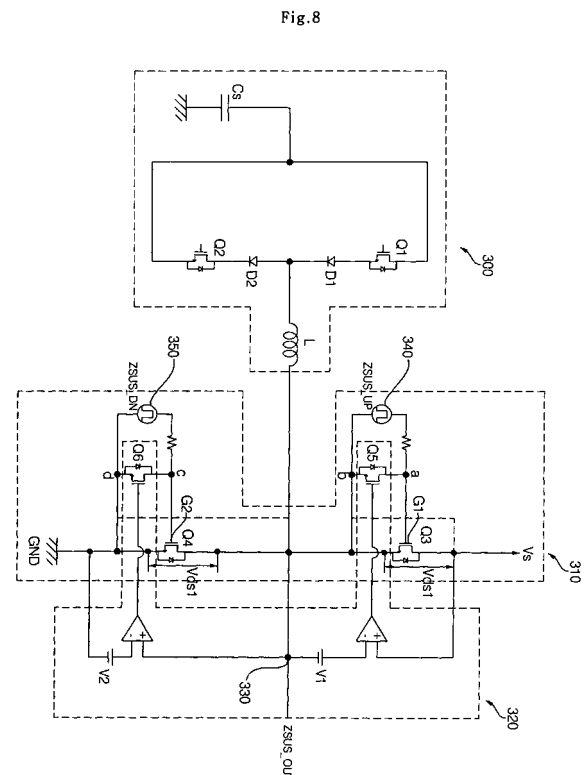 Fig.8
Cs
Q2
D2
D1
Q1
300
L
350
ZSUS_DN
340
ZSUS_UP
Q6
d
c
G2
Q4
Vds1
GND
Q5
b
a
G1
Q3
Vds1
Vs
310
-
+
V2
330
-
+
V1
320
ZSUS_OU